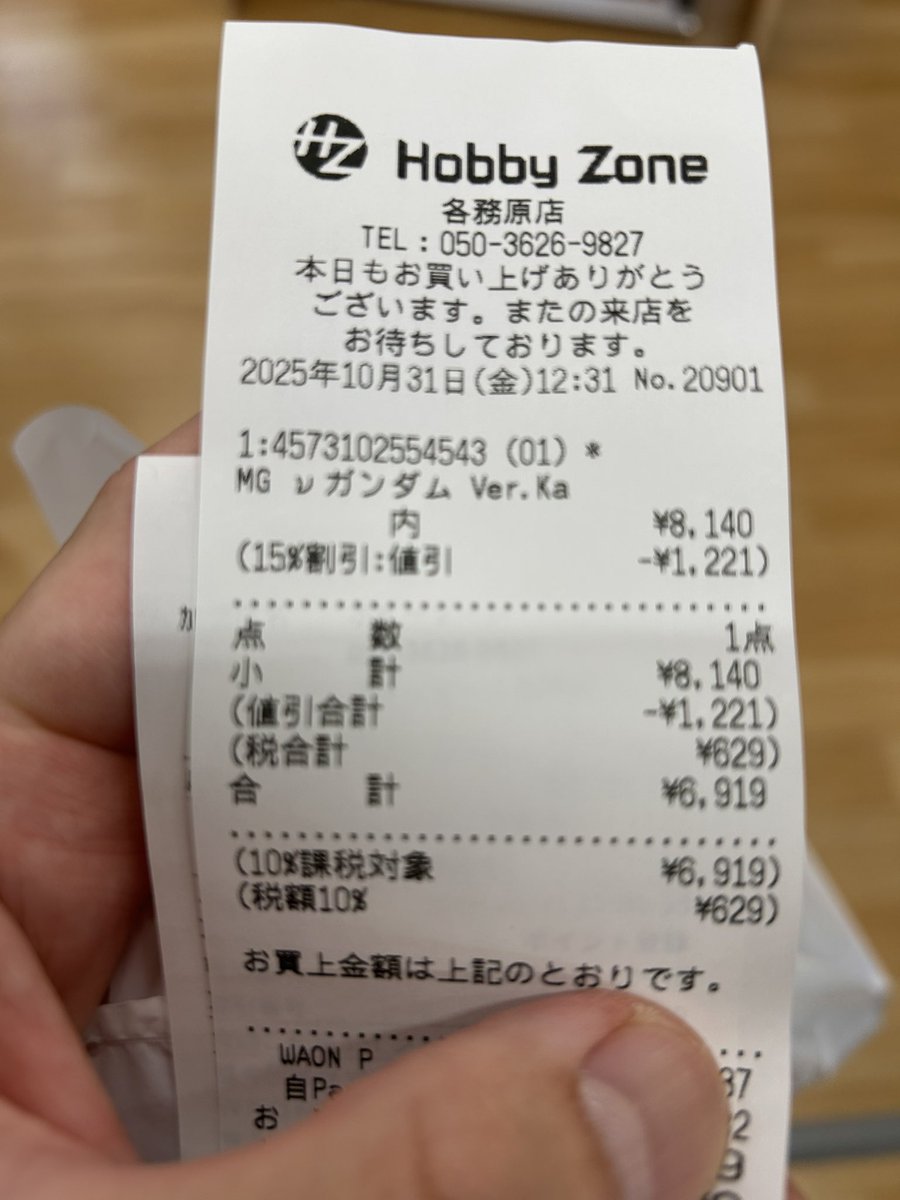 HZ Hobby Zone
各務原店
TEL：050-3626-9827
本日もお買い上げありがとう
ございます。またの来店を
お待ちしております。
2025年10月31日(金)12:31 No.20901
1:4573102554543 (01) *
MG νガンダム Ver.Ka
内 ¥8,140
(15%割引:値引 -¥1,221)
点 数 1点
小 計 ¥8,140
(値引合計 -¥1,221)
(税合計 ¥629)
合 計 ¥6,919
(10%課税対象 ¥6,919)
(税額10% ¥629)
お買上金額は上記のとおりです。
WAON P
自Pa
お